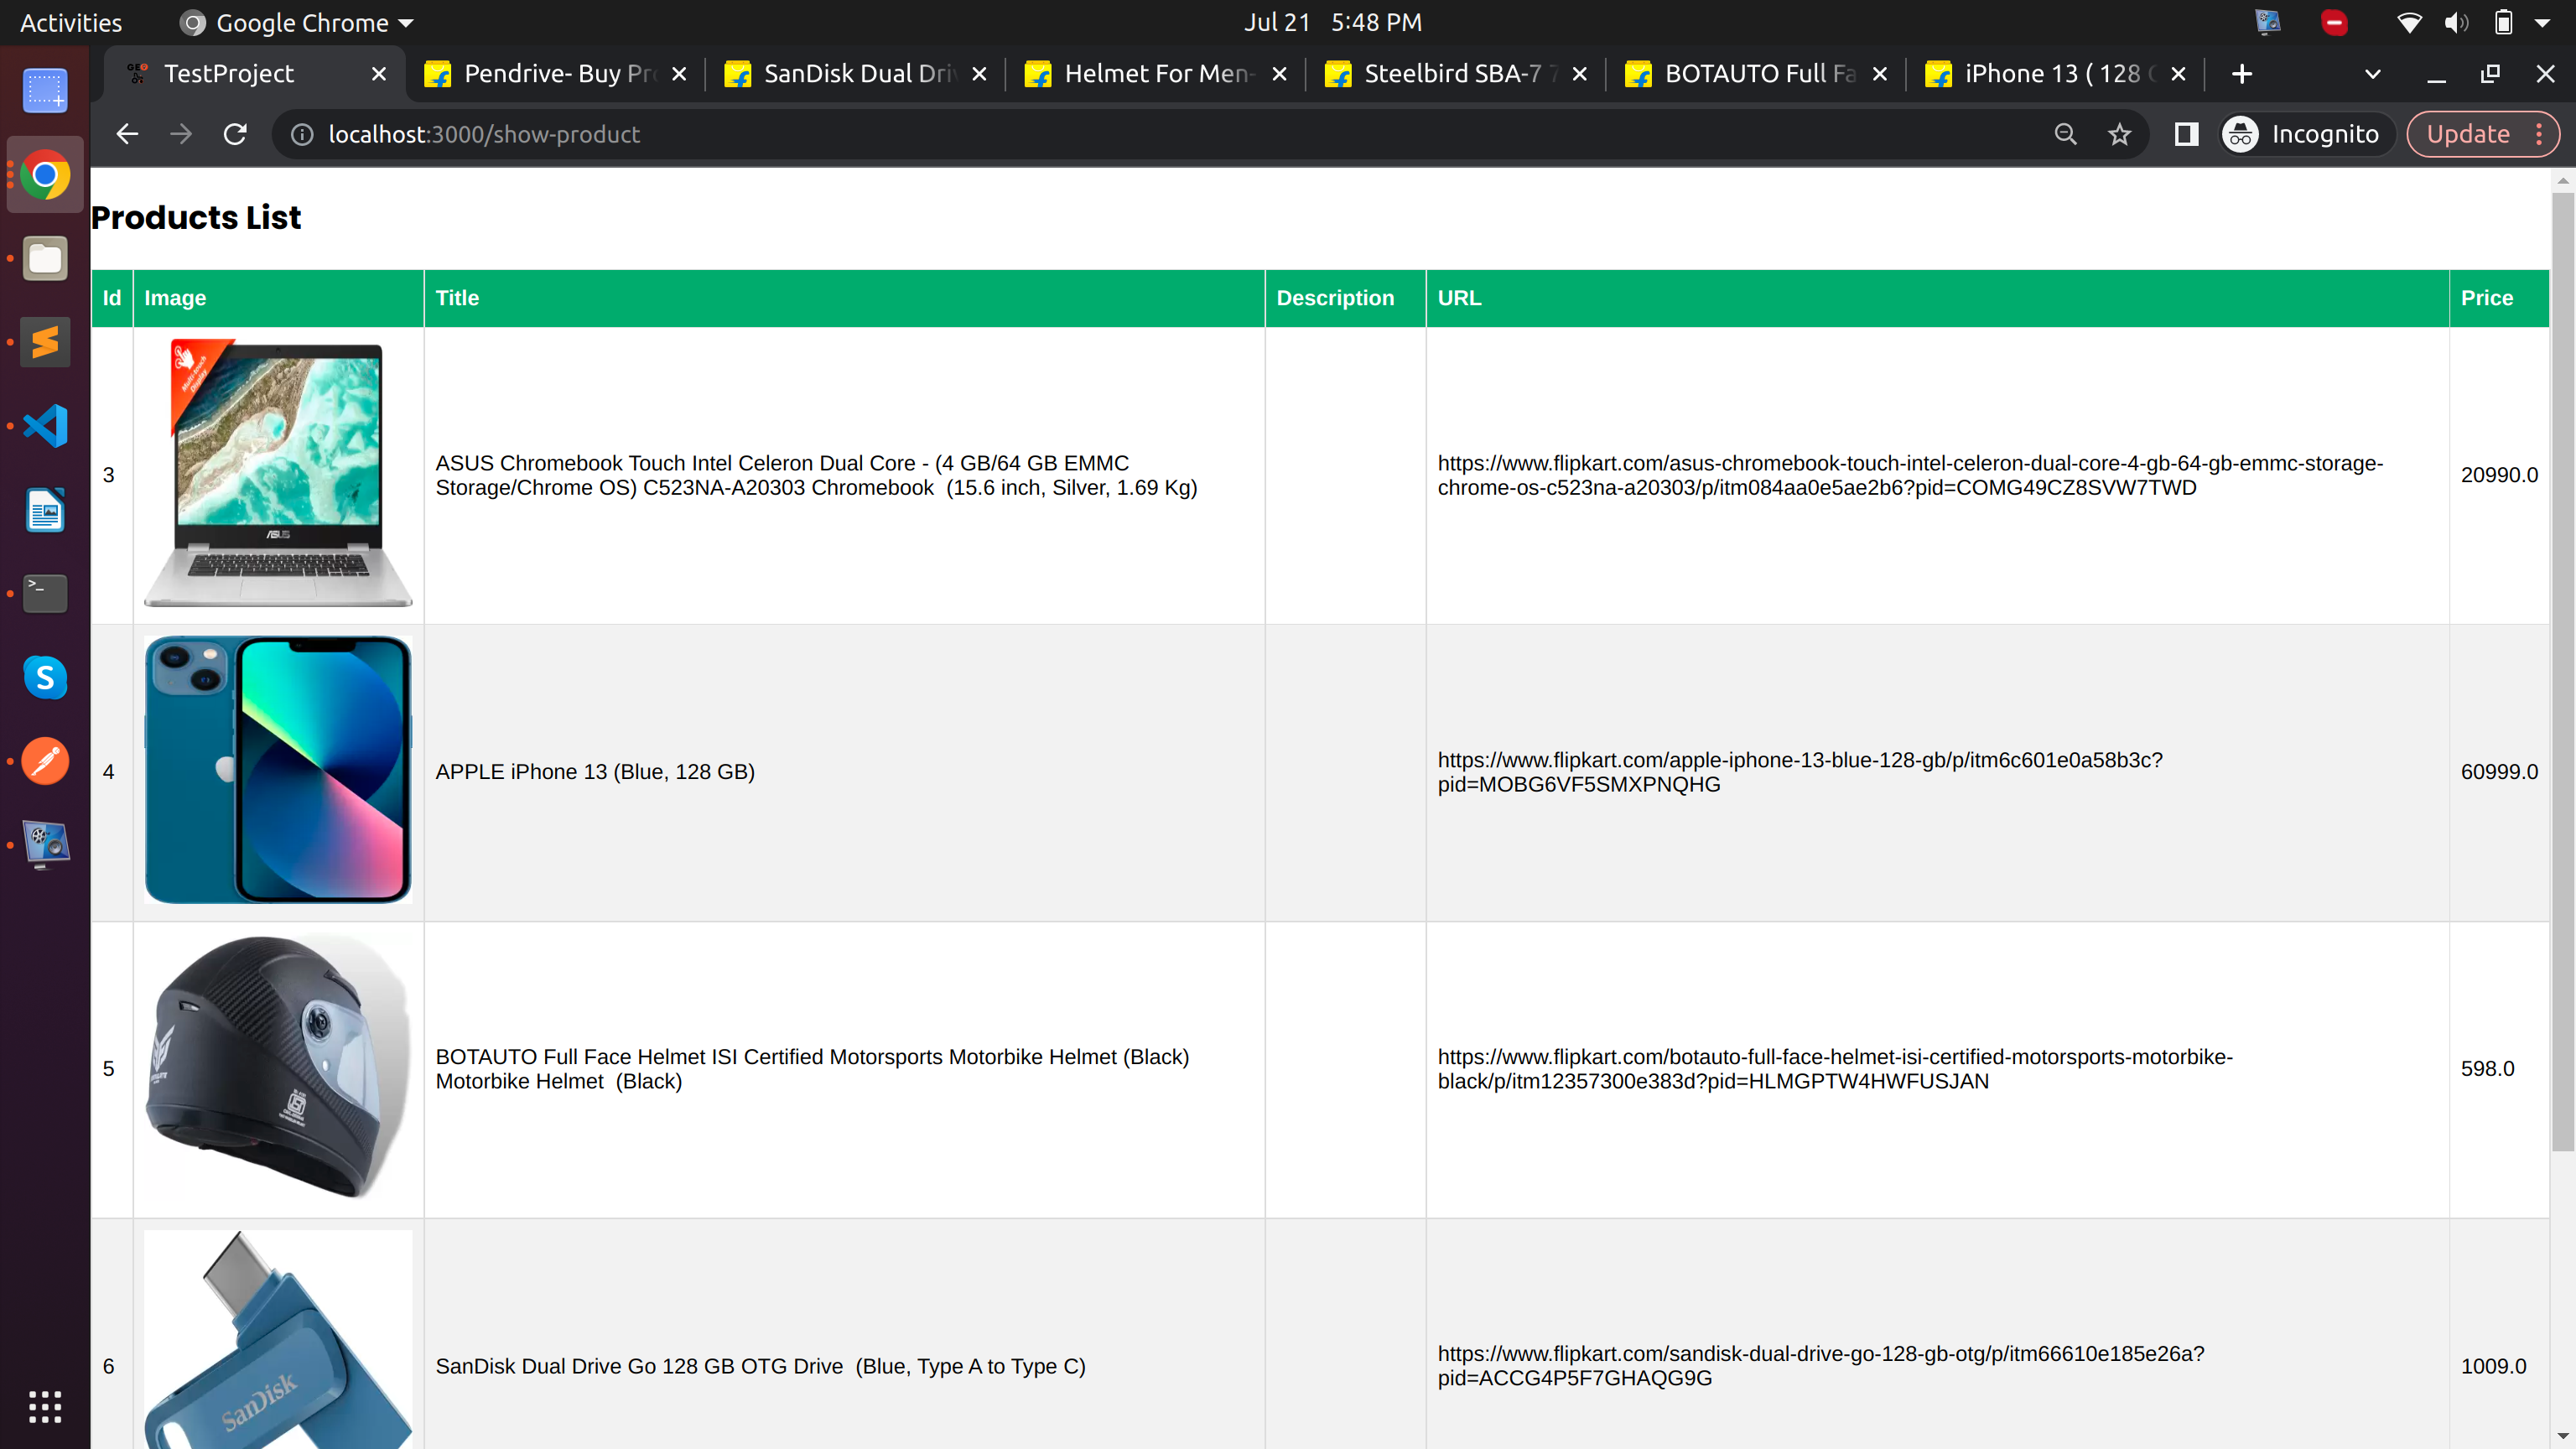 Activities
Google Chrome
Jul 21 5:48 PM
TestProject
Pendrive- Buy Pr
SanDisk Dual Dri
Helmet For Men-
Steelbird SBA-7 7
BOTAUTO Full Fa
iPhone 13 ( 128
localhost:3000/show-product
Incognito
Update
Products List
Id Image Title Description URL Price
Multi-touch
Display
ASUS
3
ASUS Chromebook Touch Intel Celeron Dual Core - (4 GB/64 GB EMMC
Storage/Chrome OS) C523NA-A20303 Chromebook (15.6 inch, Silver, 1.69 Kg)
https://www.flipkart.com/asus-chromebook-touch-intel-celeron-dual-core-4-gb-64-gb-emmc-storage-
chrome-os-c523na-a20303/p/itm084aa0e5ae2b6?pid=COMG49CZ8SVW7TWD
20990.0
4
APPLE iPhone 13 (Blue, 128 GB)
https://www.flipkart.com/apple-iphone-13-blue-128-gb/p/itm6c601e0a58b3c?
pid=MOBG6VF5SMXPNQHG
60999.0
5
BOTAUTO Full Face Helmet ISI Certified Motorsports Motorbike Helmet (Black)
Motorbike Helmet (Black)
https://www.flipkart.com/botauto-full-face-helmet-isi-certified-motorsports-motorbike-
black/p/itm12357300e383d?pid=HLMGPTW4HWFUSJAN
598.0
6
SanDisk
SanDisk Dual Drive Go 128 GB OTG Drive (Blue, Type A to Type C)
https://www.flipkart.com/sandisk-dual-drive-go-128-gb-otg/p/itm66610e185e26a?
pid=ACCG4P5F7GHAQG9G
1009.0